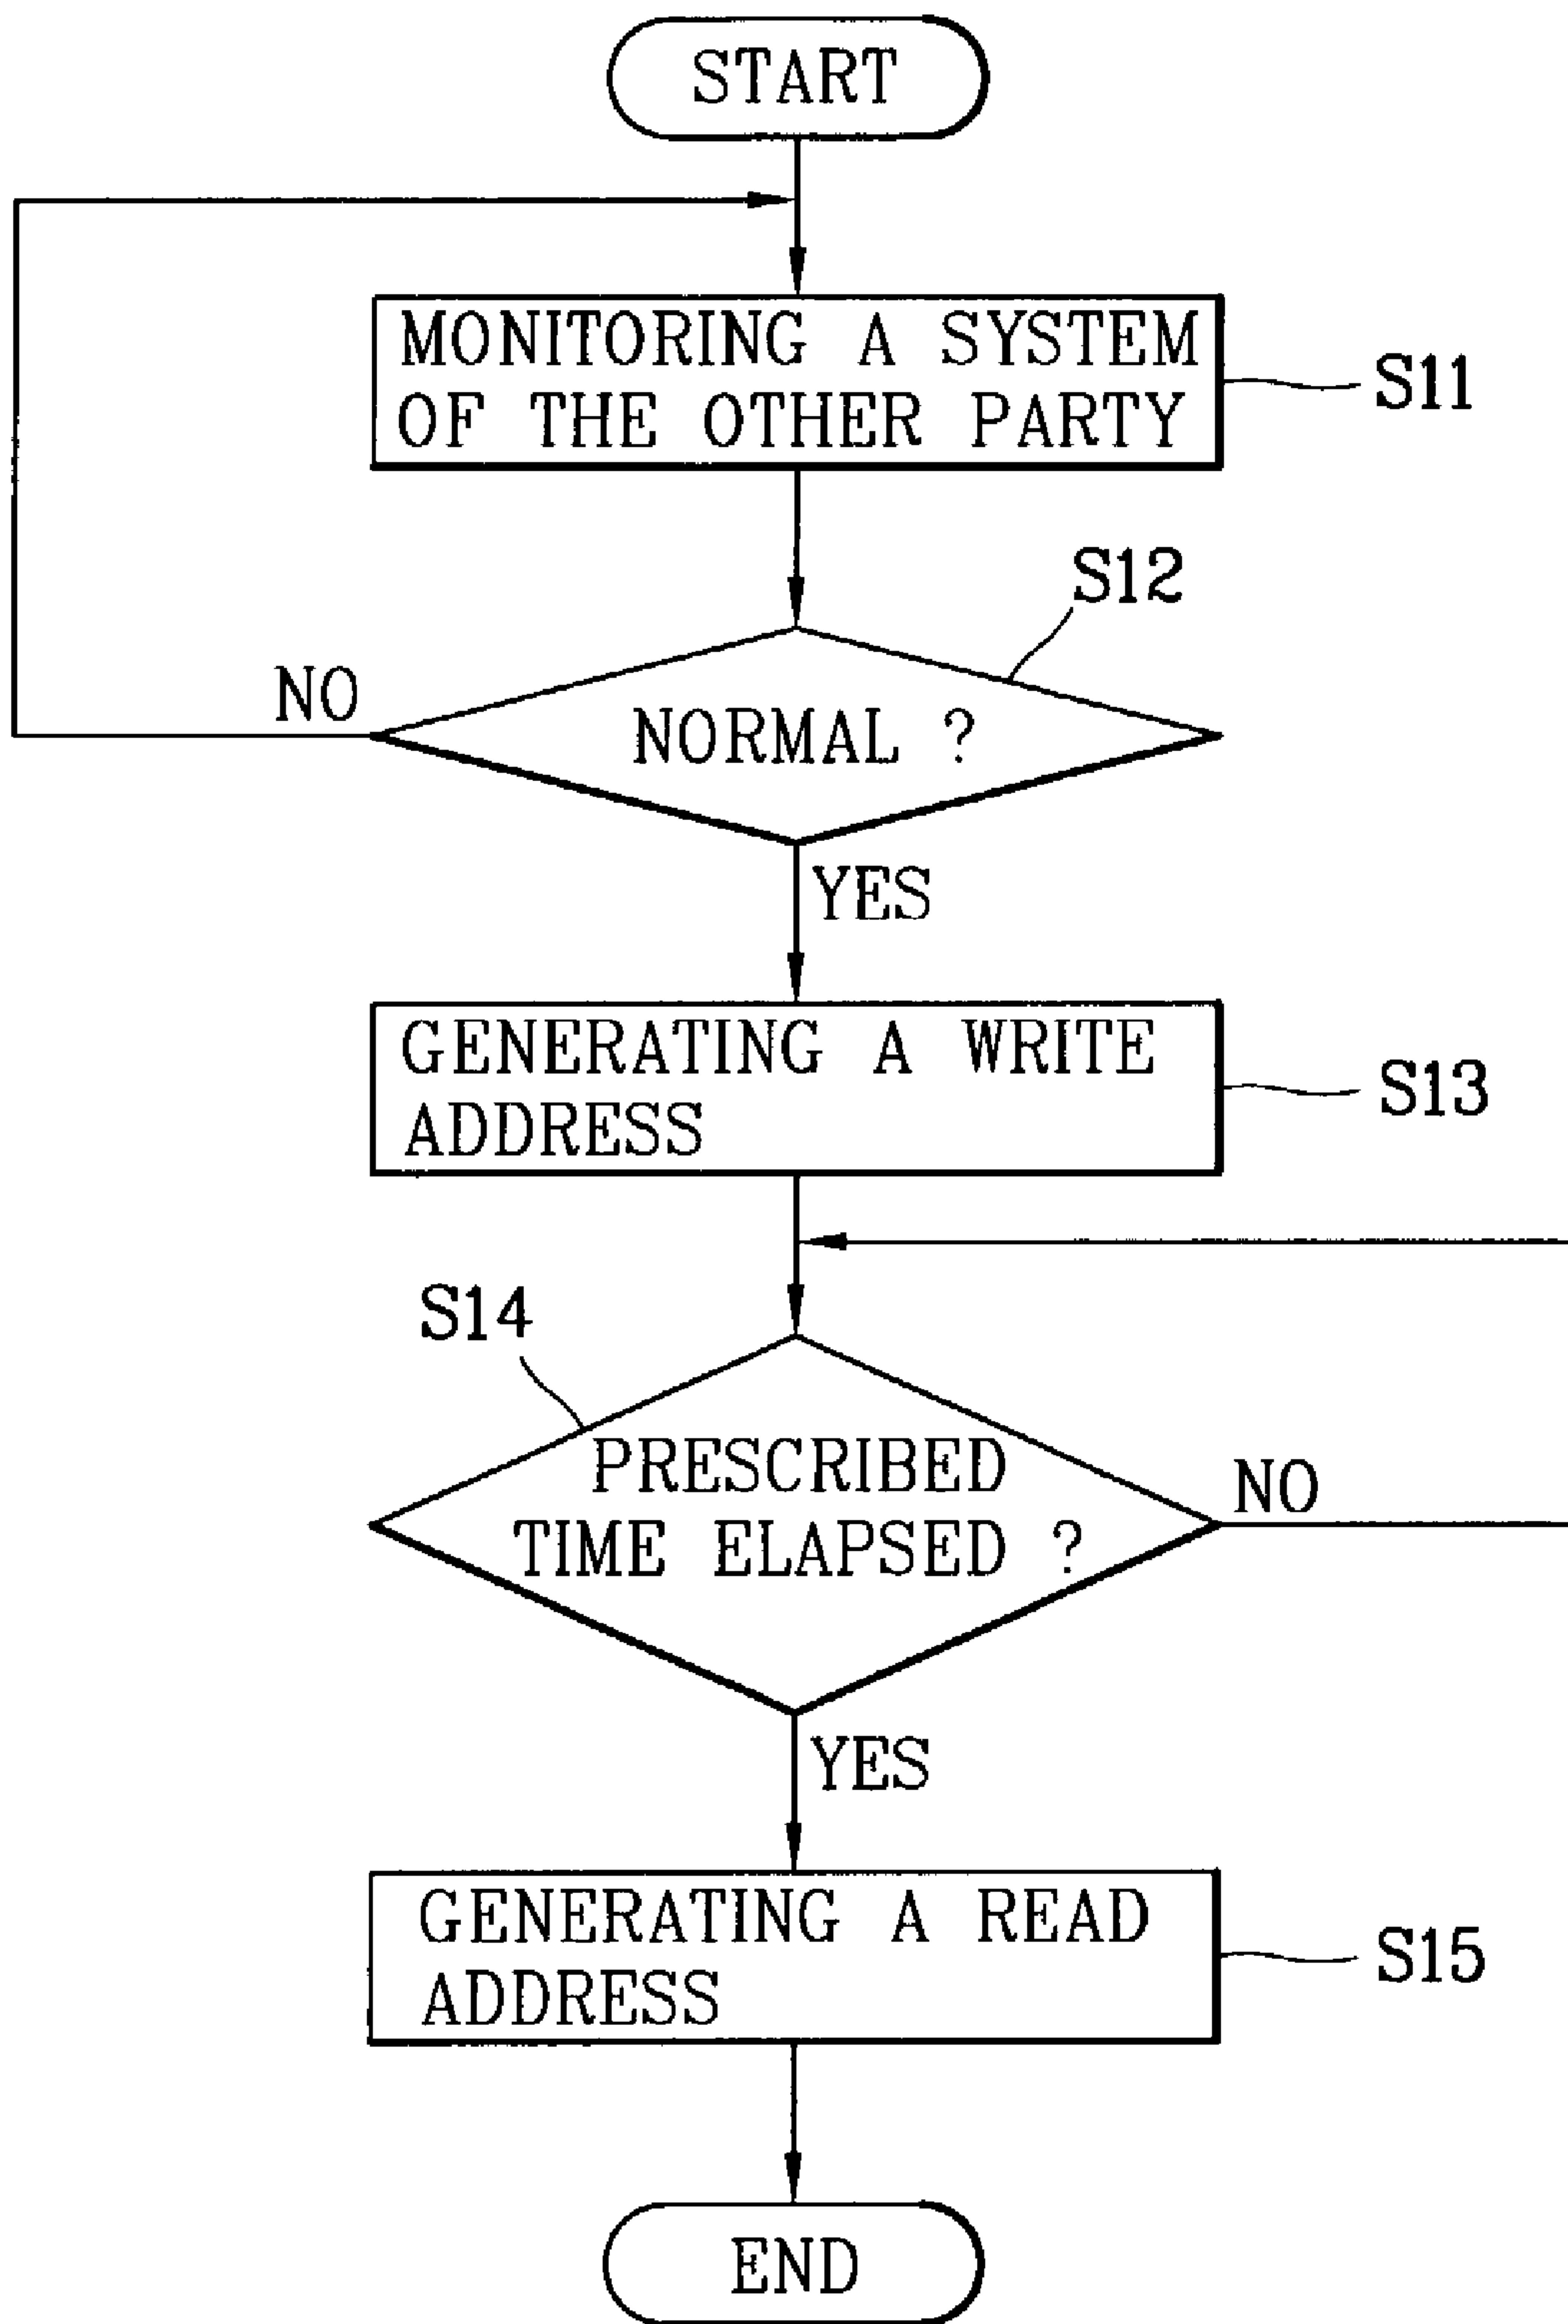 START
MONITORING A SYSTEM
OF THE OTHER PARTY
S11
S12
NO
NORMAL ?
YES
GENERATING A WRITE
ADDRESS
S13
S14
PRESCRIBED
TIME ELAPSED ?
NO
YES
GENERATING A READ
ADDRESS
S15
END